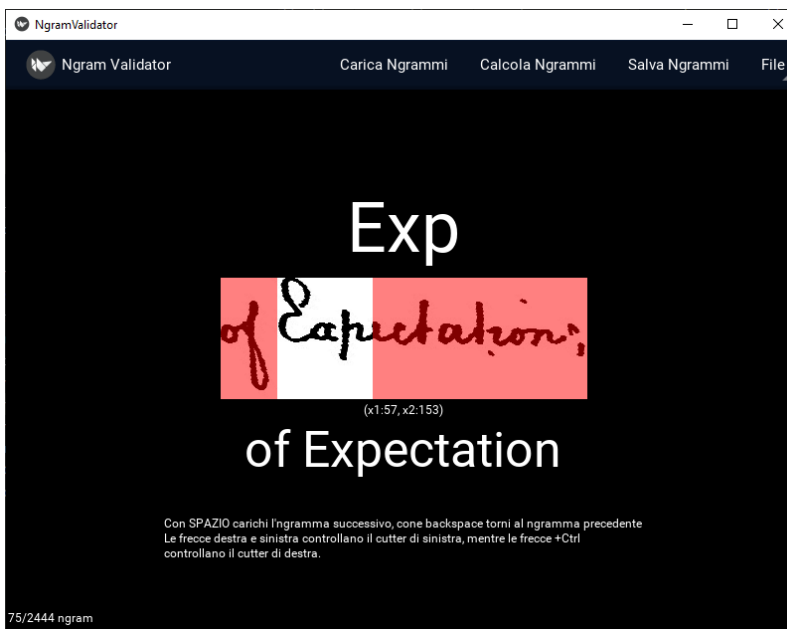 NgramValidator
Ngram Validator Carica Ngrammi Calcola Ngrammi Salva Ngrammi File
Exp
of Expectation;
(x1:57, x2:153)
of Expectation
Con SPAZIO carichi l'ngramma successivo, cone backspace torni al ngramma precedente
Le frecce destra e sinistra controllano il cutter di sinistra, mentre le frecce +Ctrl
controllano il cutter di destra.
75/2444 ngram